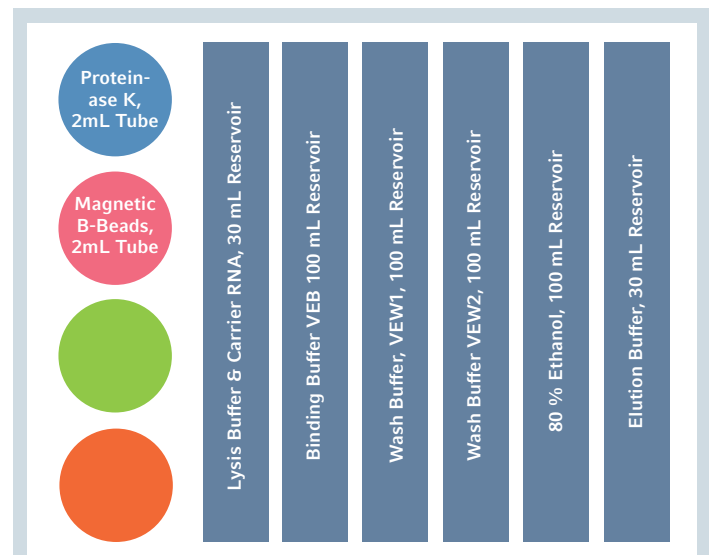 Protein-
ase K,
2mL Tube
Magnetic
B-Beads,
2mL Tube
Lysis Buffer & Carrier RNA, 30 mL Reservoir
Binding Buffer VEB 100 mL Reservoir
Wash Buffer, VEW1, 100 mL Reservoir
Wash Buffer VEW2, 100 mL Reservoir
80 % Ethanol, 100 mL Reservoir
Elution Buffer, 30 mL Reservoir